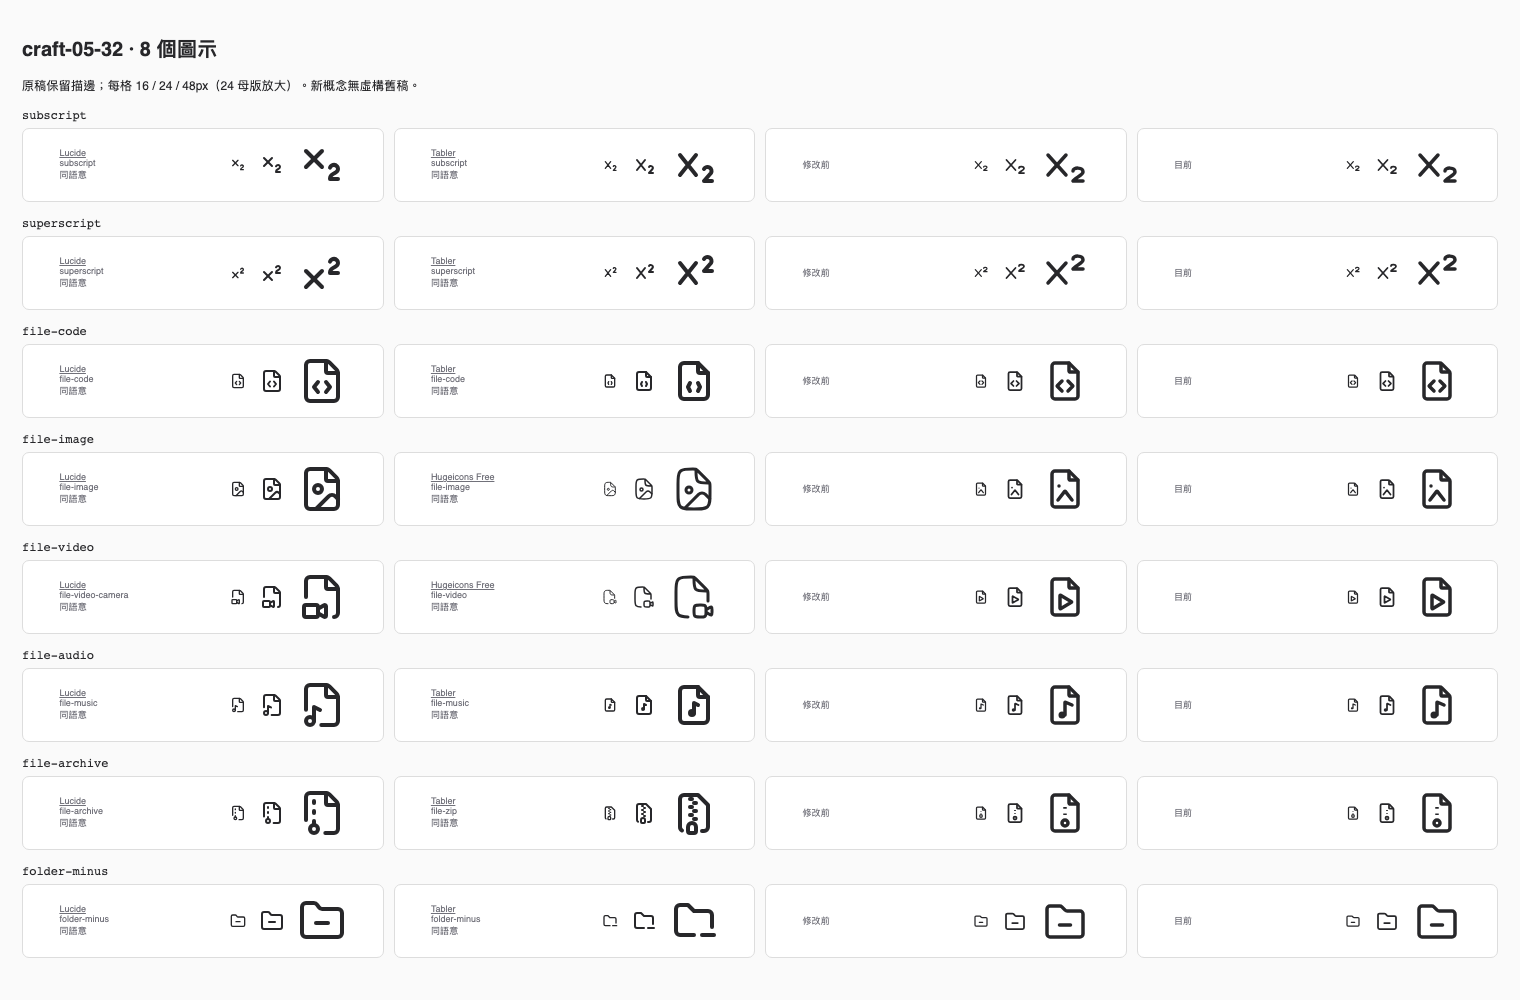 craft-05-32 · 8 個圖示
原稿保留描邊；每格 16 / 24 / 48px（24 母版放大）。新概念無虛構舊稿。
subscript
Lucide
subscript
同語意
Tabler
subscript
同語意
修改前
目前
superscript
Lucide
superscript
同語意
Tabler
superscript
同語意
修改前
目前
file-code
Lucide
file-code
同語意
Tabler
file-code
同語意
修改前
目前
file-image
Lucide
file-image
同語意
Hugeicons Free
file-image
同語意
修改前
目前
file-video
Lucide
file-video-camera
同語意
Hugeicons Free
file-video
同語意
修改前
目前
file-audio
Lucide
file-music
同語意
Tabler
file-music
同語意
修改前
目前
file-archive
Lucide
file-archive
同語意
Tabler
file-zip
同語意
修改前
目前
folder-minus
Lucide
folder-minus
同語意
Tabler
folder-minus
同語意
修改前
目前